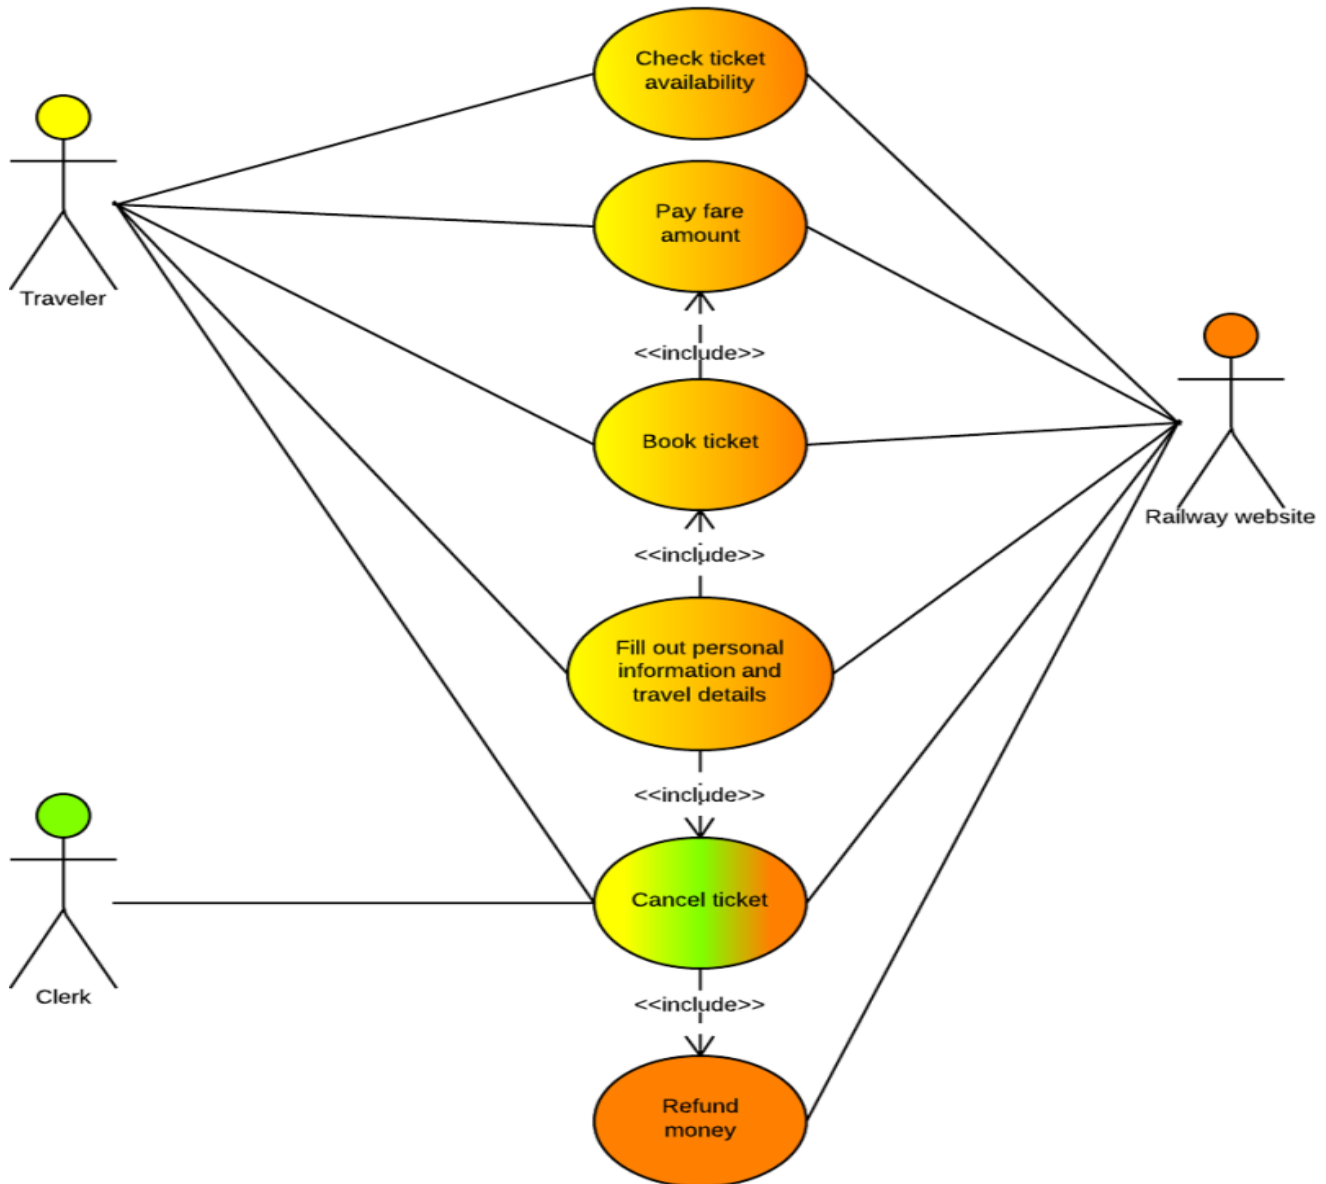 Check ticket
availability
Pay fare
amount
Traveler
<<include>>
Book ticket
Railway website
<<include>>
Fill out personal
information and
travel details
<<include>>
Cancel ticket
Clerk
<<include>>
Refund
money